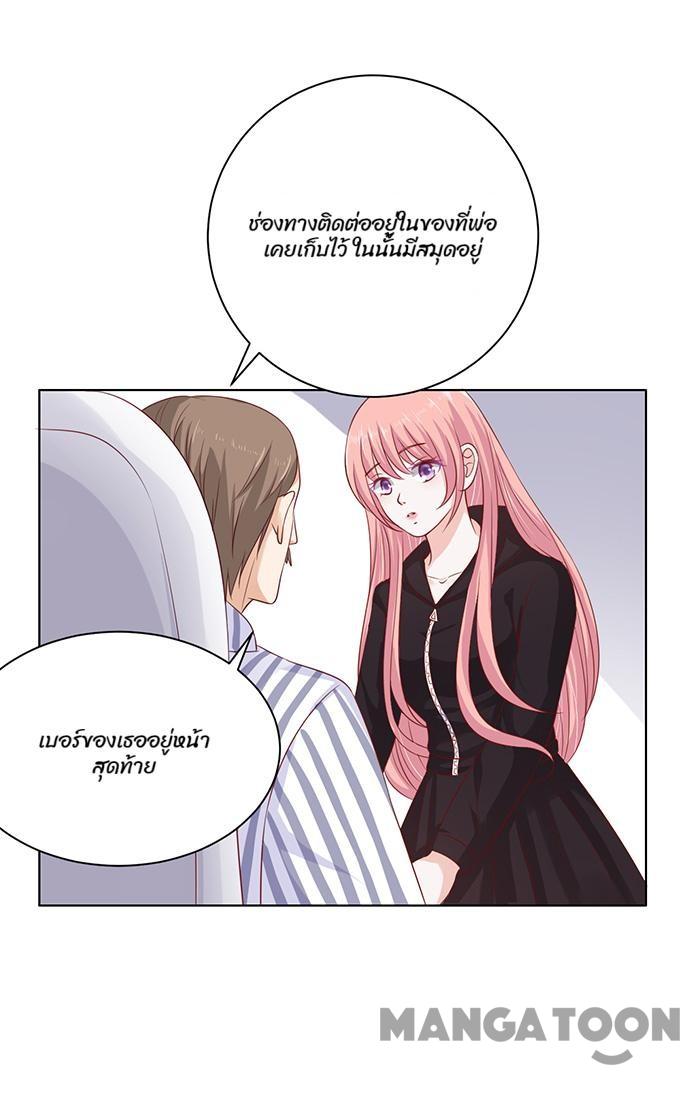 ช่องทางติดต่ออยู่ในของที่พ่อ
เคยเก็บไว้ ในนั้นมีสมุดอยู่
เบอร์ของเธออยู่หน้า
สุดท้าย
MANGATOON